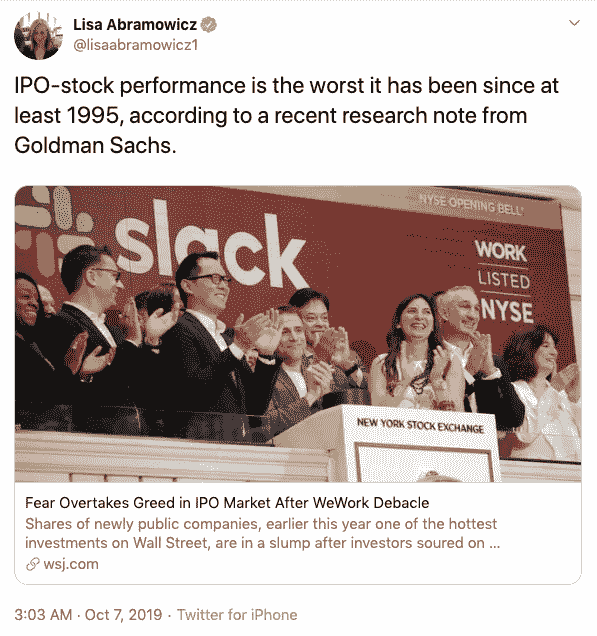 Lisa Abramowicz
@lisaabramowicz1
IPO-stock performance is the worst it has been since at
least 1995, according to a recent research note from
Goldman Sachs.
NYSE OPENING BELL
slack
WORK
LISTED
NYSE
NEW YORK STOCK EXCHANGE
Fear Overtakes Greed in IPO Market After WeWork Debacle
Shares of newly public companies, earlier this year one of the hottest
investments on Wall Street, are in a slump after investors soured on ...
wsj.com
3:03 AM · Oct 7, 2019 · Twitter for iPhone